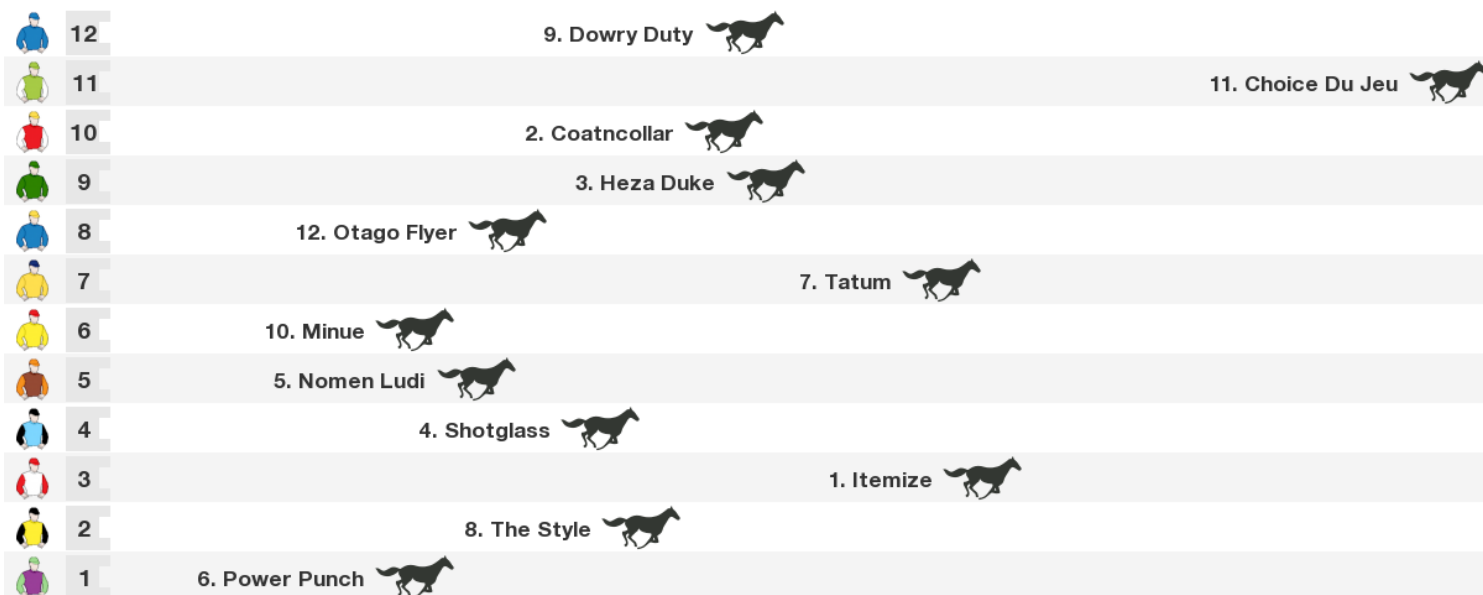 12 9. Dowry Duty
11 11. Choice Du Jeu
10 2. Coatncollar
9 3. Heza Duke
8 12. Otago Flyer
7 7. Tatum
6 10. Minue
5 5. Nomen Ludi
4 4. Shotglass
3 1. Itemize
2 8. The Style
1 6. Power Punch